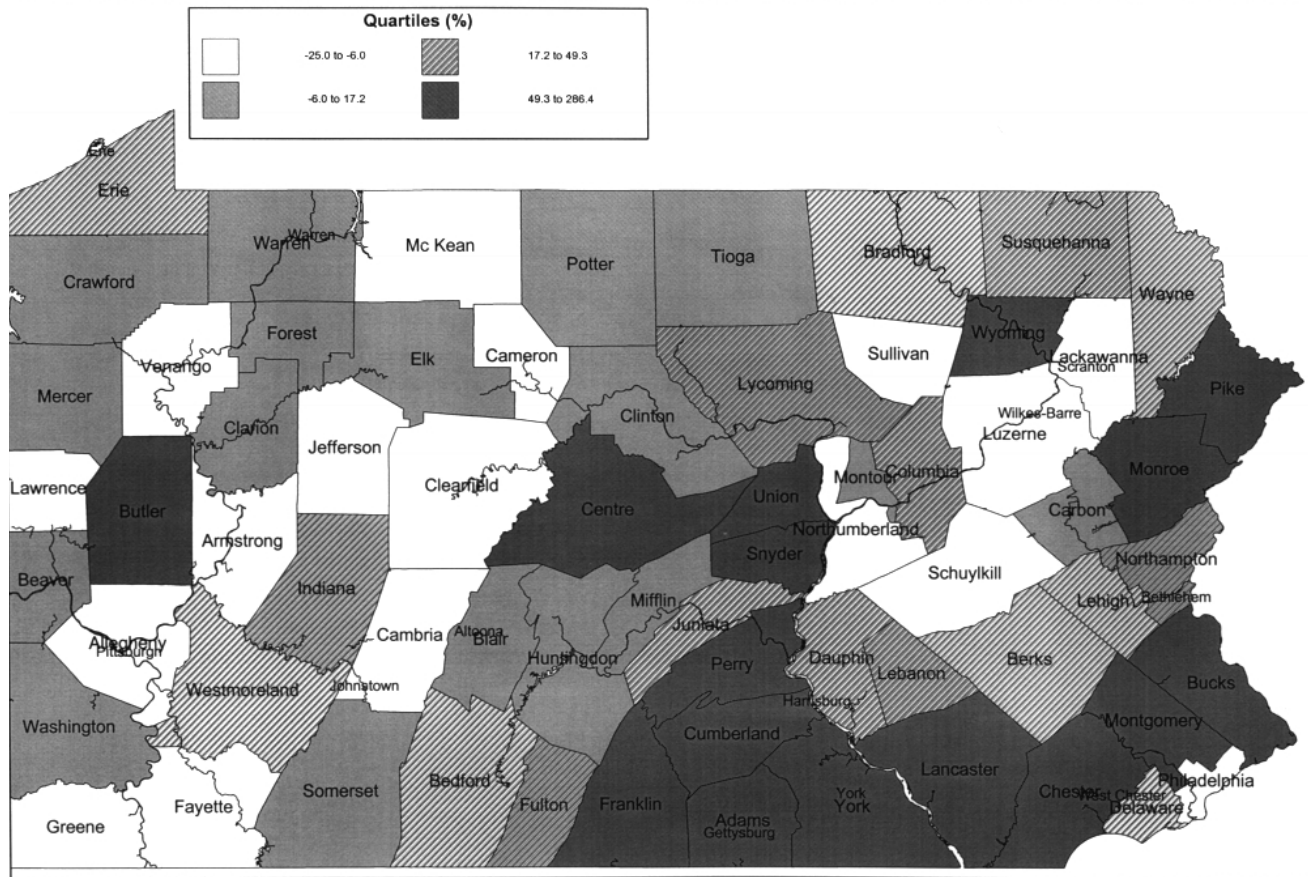 Quartiles (%)
-25.0 to -6.0
17.2 to 49.3
-6.0 to 17.2
49.3 to 286.4
Erie
Erie
Warren
Warren
Mc Kean
Potter
Tioga
Bradford
Susquehanna
Wayne
Crawford
Forest
Elk
Cameron
Venango
Sullivan
Wyoming
Lackawanna
Scranton
Pike
Mercer
Clarion
Jefferson
Clinton
Lycoming
Wilkes-Barre
Luzerne
Monroe
Lawrence
Butler
Clearfield
Centre
Union
Montour
Columbia
Carbon
Armstrong
Northumberland
Snyder
Schuylkill
Northampton
Beaver
Indiana
Mifflin
Lehigh
Bethlehem
Allegheny
Pittsburgh
Cambria
Altoona
Blair
Juniata
Huntingdon
Perry
Dauphin
Lebanon
Berks
Bucks
Westmoreland
Johnstown
Harrisburg
Washington
Cumberland
Montgomery
Somerset
Bedford
Fulton
Franklin
Lancaster
Fayette
Greene
Adams
Gettysburg
York
York
Chester
West Chester
Delaware
Philadelphia